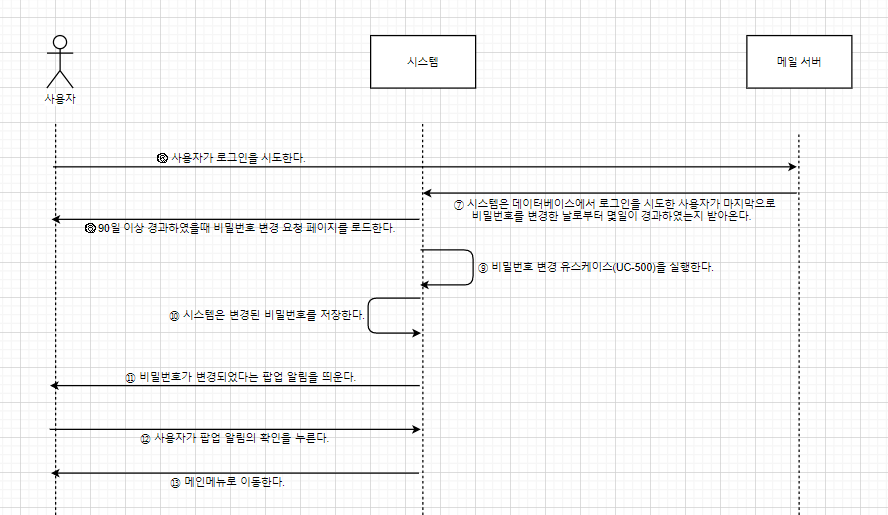 사용자
시스템
메일 서버
사용자가 로그인을 시도한다.
⑦ 시스템은 데이터베이스에서 로그인을 시도한 사용자가 마지막으로
비밀번호를 변경한 날로부터 몇일이 경과하였는지 받아온다.
90일 이상 경과하였을때 비밀번호 변경 요청 페이지를 로드한다.
⑨ 비밀번호 변경 유스케이스(UC-500)을 실행한다.
⑩ 시스템은 변경된 비밀번호를 저장한다.
⑪ 비밀번호가 변경되었다는 팝업 알림을 띄운다.
⑫ 사용자가 팝업 알림의 확인을 누른다.
⑬ 메인메뉴로 이동한다.